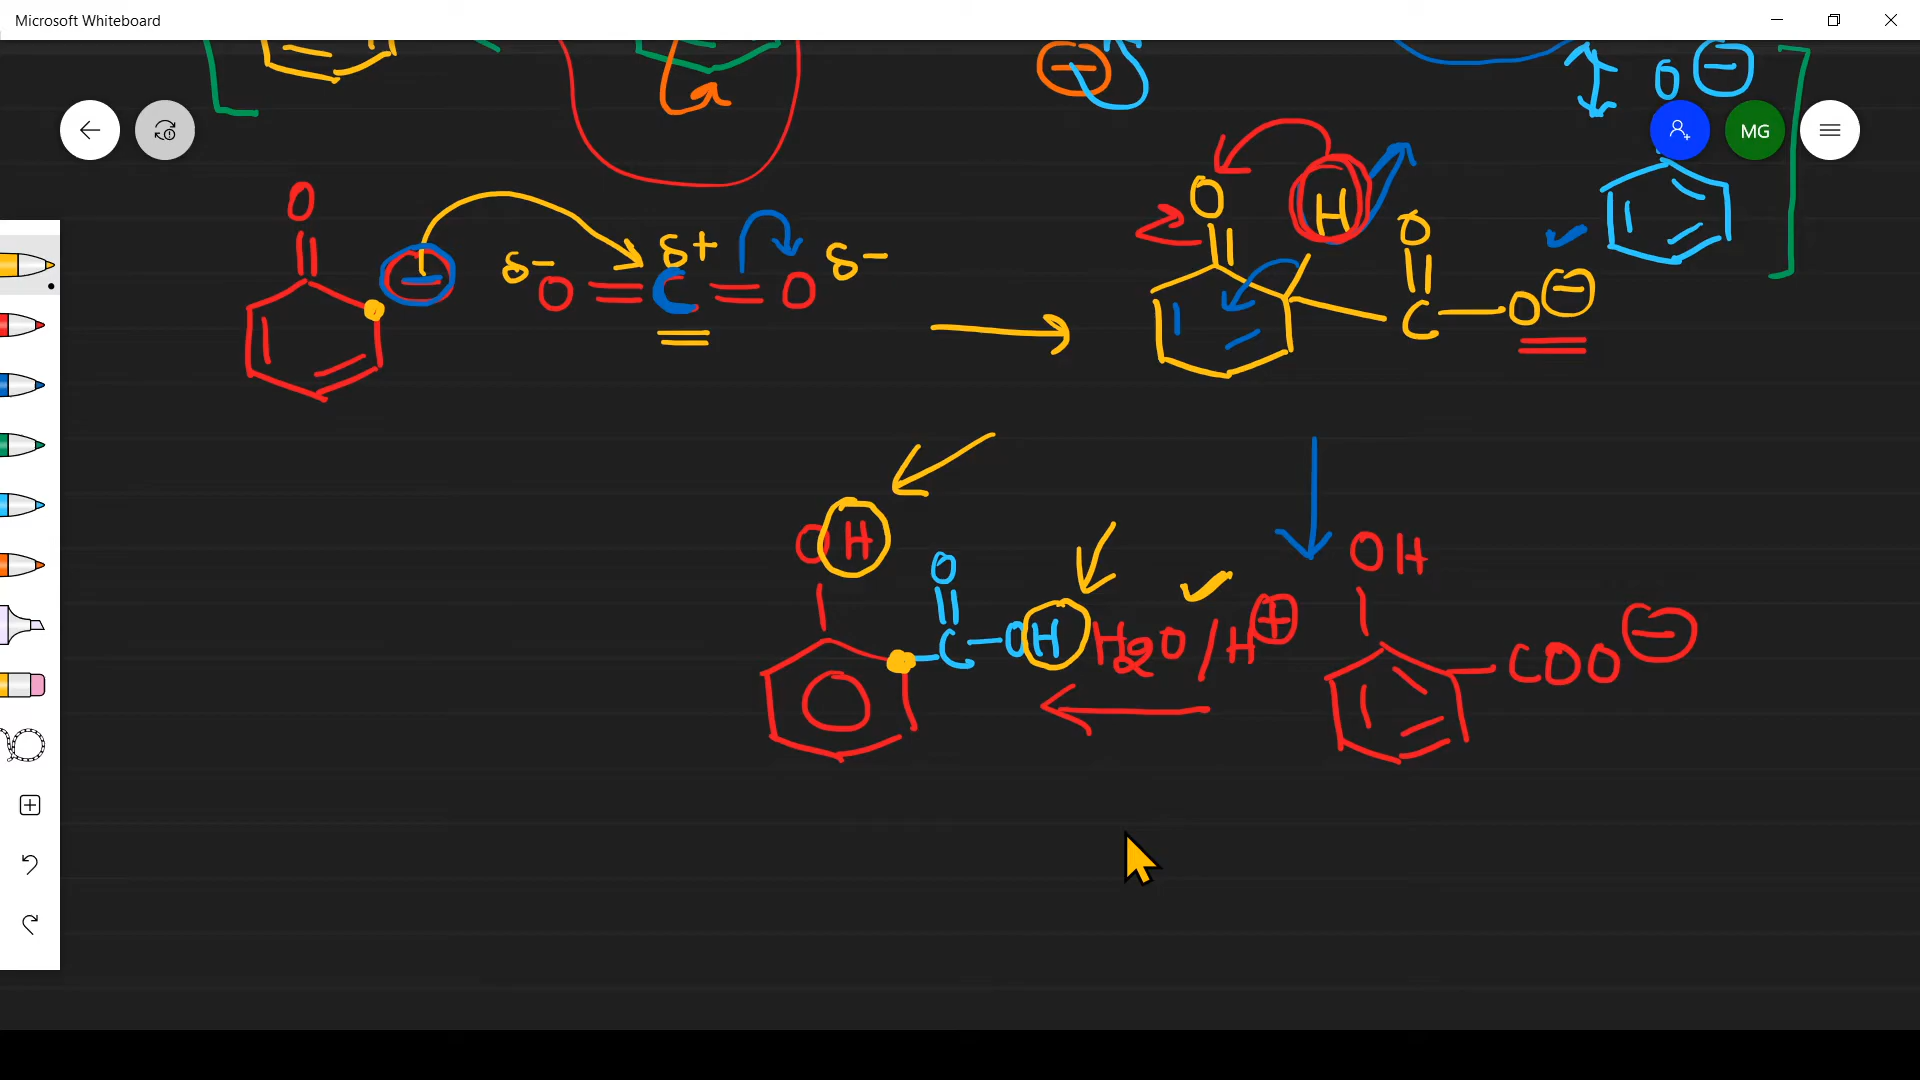 Microsoft Whiteboard
a
−
O −
MG
O
−
δ− δ+ δ−
O=C=O
O
H
O
C−O−
OH
O
C−OH
H2O/H+
OH
COO−